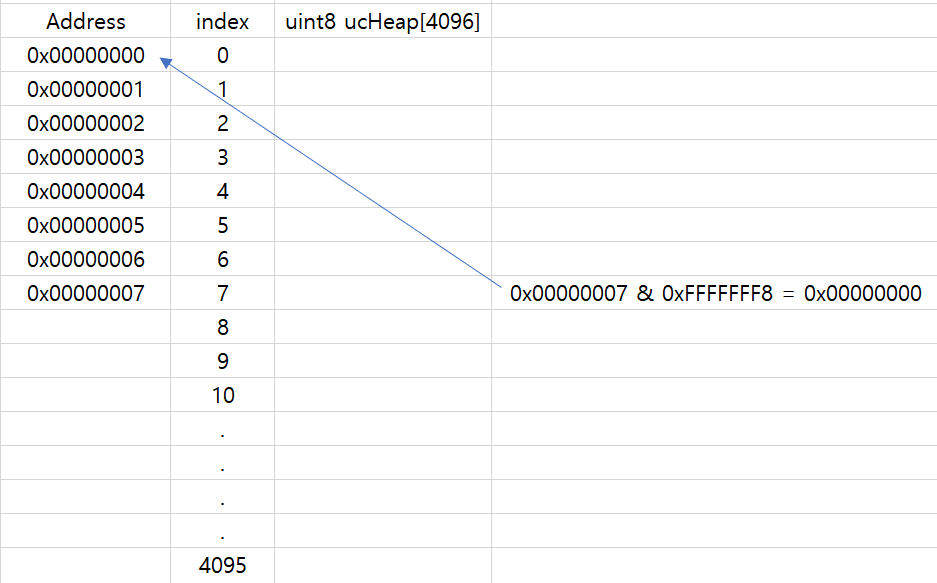 Address index uint8 ucHeap[4096]
0x00000000 0
0x00000001 1
0x00000002 2
0x00000003 3
0x00000004 4
0x00000005 5
0x00000006 6
0x00000007 7 0x00000007 & 0xFFFFFFF8 = 0x00000000
8
9
10
.
.
.
.
4095